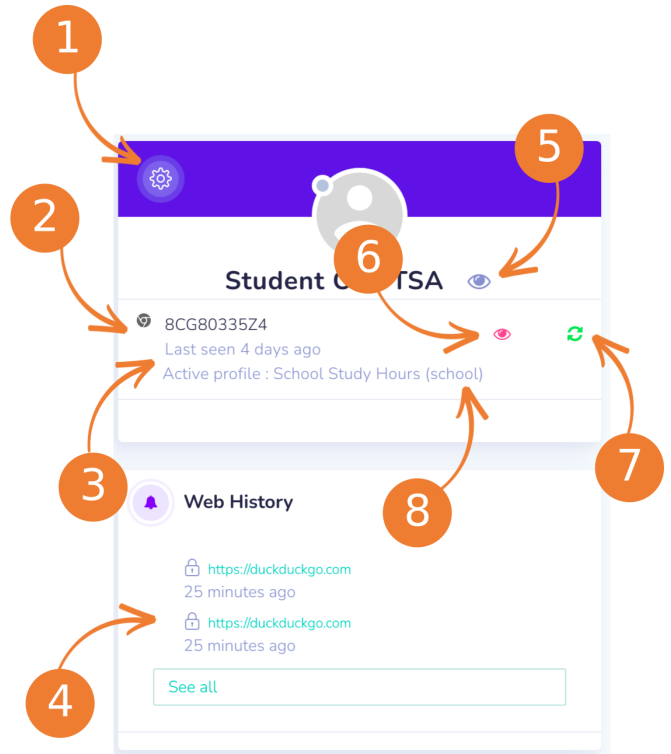 1
5
2
6
Student C TSA
8CG80335Z4
Last seen 4 days ago
Active profile : School Study Hours (school)
7
3
8
Web History
https://duckduckgo.com
25 minutes ago
https://duckduckgo.com
25 minutes ago
4
See all